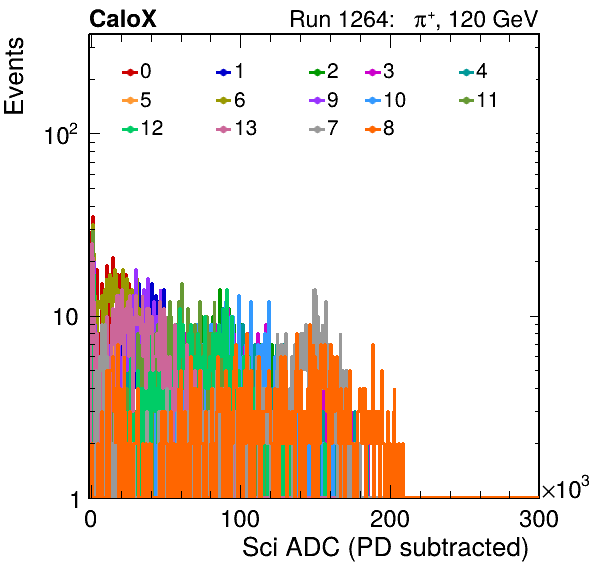 CaloX Run 1264: π⁺, 120 GeV
Events
0 1 2 3 4
5 6 9 10 11
12 13 7 8
10²
10
1
0 100 200 300
×10³
Sci ADC (PD subtracted)